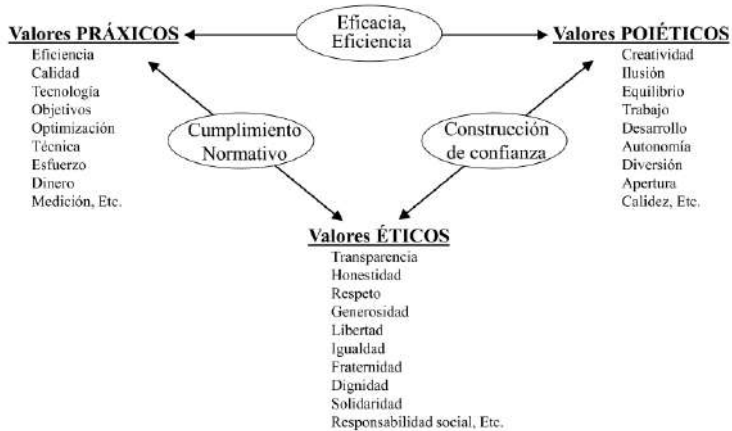 Eficacia,
Eficiencia
Valores PRÁXICOS
Eficiencia
Calidad
Tecnología
Objetivos
Optimización
Técnica
Esfuerzo
Dinero
Medición, Etc.
Valores POIÉTICOS
Creatividad
Ilusión
Equilibrio
Trabajo
Desarrollo
Autonomía
Diversión
Apertura
Calidez, Etc.
Cumplimiento
Normativo
Construcción
de confianza
Valores ÉTICOS
Transparencia
Honestidad
Respeto
Generosidad
Libertad
Igualdad
Fraternidad
Dignidad
Solidaridad
Responsabilidad social, Etc.